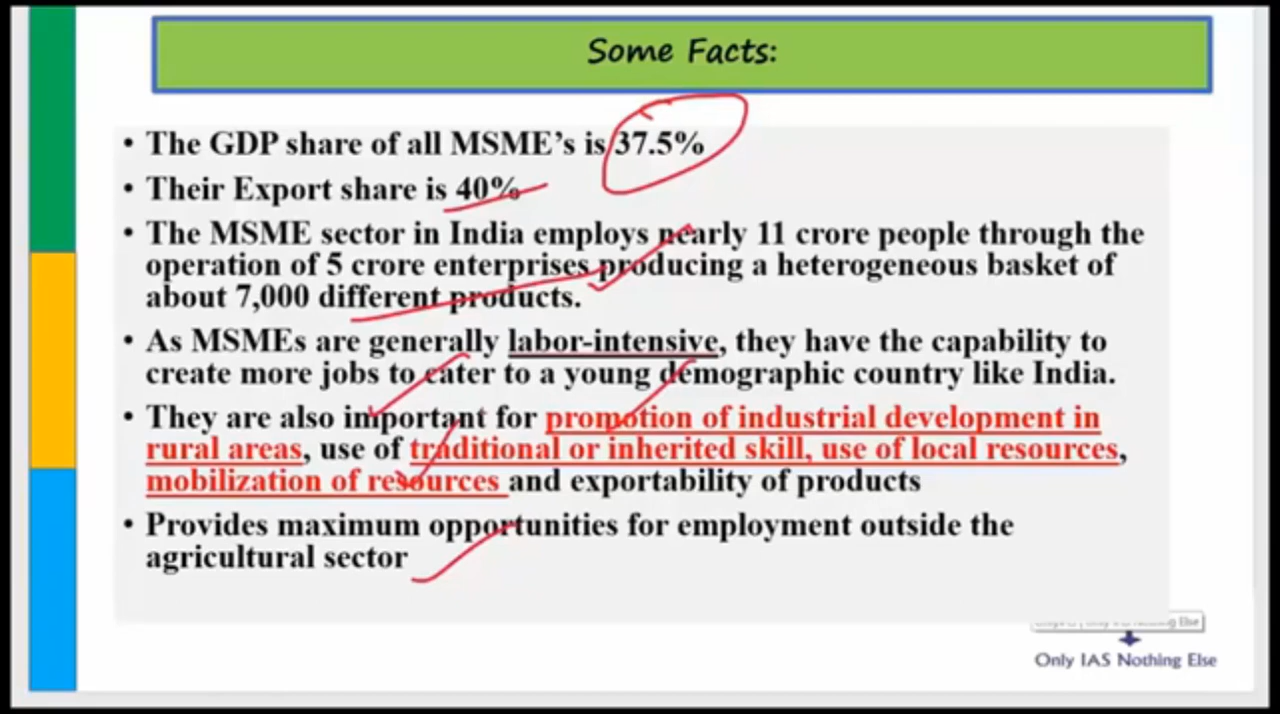 Some Facts:
• The GDP share of all MSME's is 37.5%
• Their Export share is 40%
• The MSME sector in India employs nearly 11 crore people through the
operation of 5 crore enterprises producing a heterogeneous basket of
about 7,000 different products.
• As MSMEs are generally labor-intensive, they have the capability to
create more jobs to cater to a young demographic country like India.
• They are also important for promotion of industrial development in
rural areas, use of traditional or inherited skill, use of local resources,
mobilization of resources and exportability of products
• Provides maximum opportunities for employment outside the
agricultural sector
Nothing Else
Only IAS Nothing Else